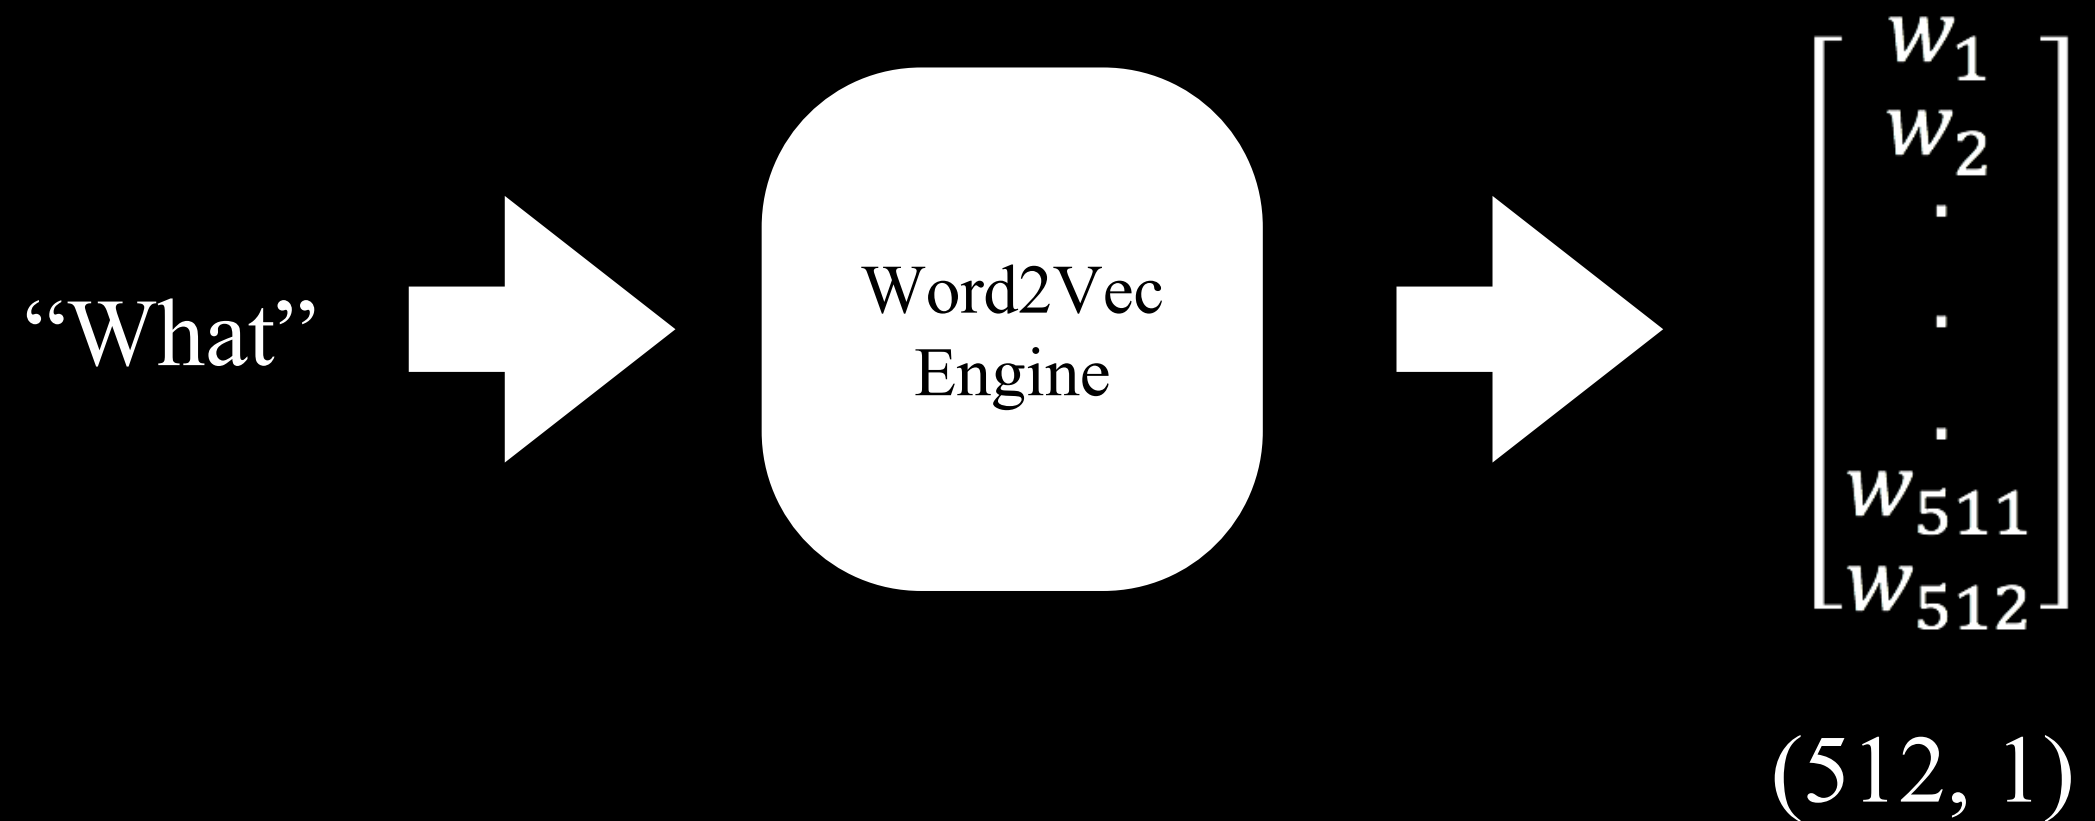 “What”
Word2Vec
Engine
w₁
w₂
.
.
.
w₅₁₁
w₅₁₂
(512, 1)